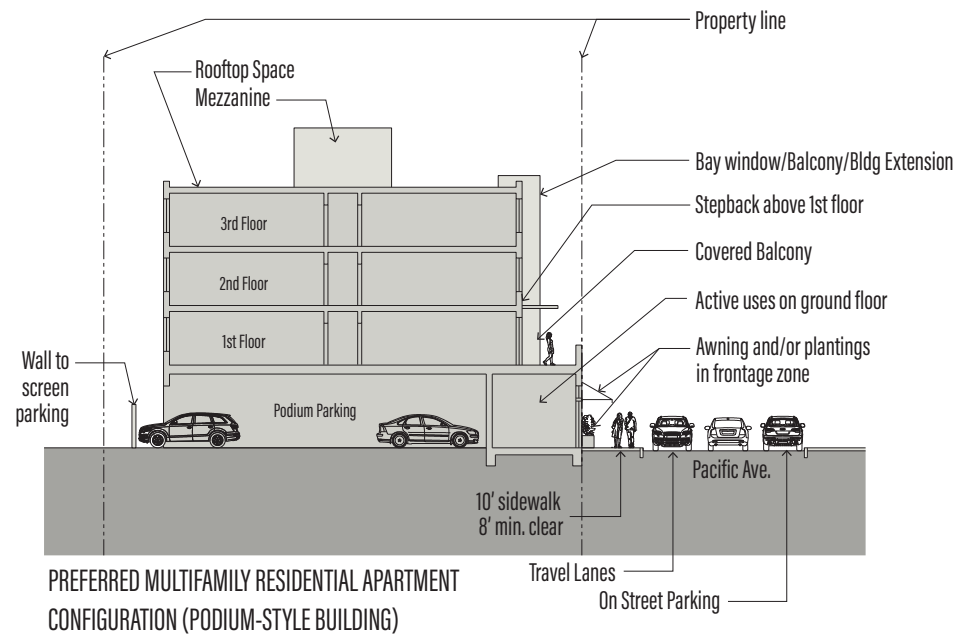 Property line
Rooftop Space
Mezzanine
Bay window/Balcony/Bldg Extension
Stepback above 1st floor
3rd Floor
Covered Balcony
2nd Floor
Active uses on ground floor
1st Floor
Awning and/or plantings
in frontage zone
Wall to
screen
parking
Podium Parking
Pacific Ave.
10' sidewalk
8' min. clear
Travel Lanes
On Street Parking
PREFERRED MULTIFAMILY RESIDENTIAL APARTMENT
CONFIGURATION (PODIUM-STYLE BUILDING)